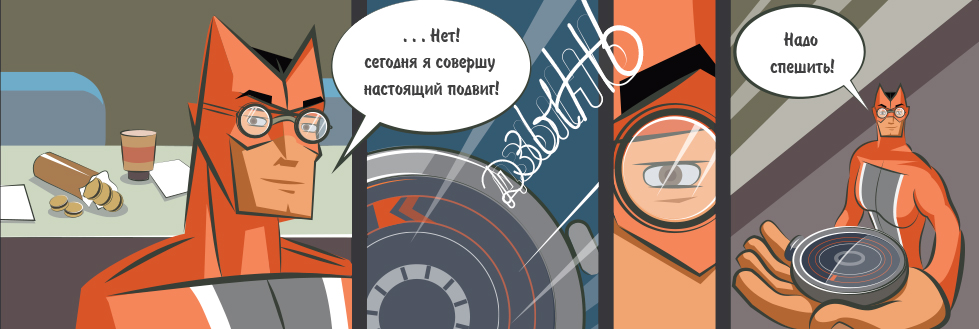 . . . Нет!
сегодня я совершу
настоящий подвиг!
Дзыннь
Надо
спешить!